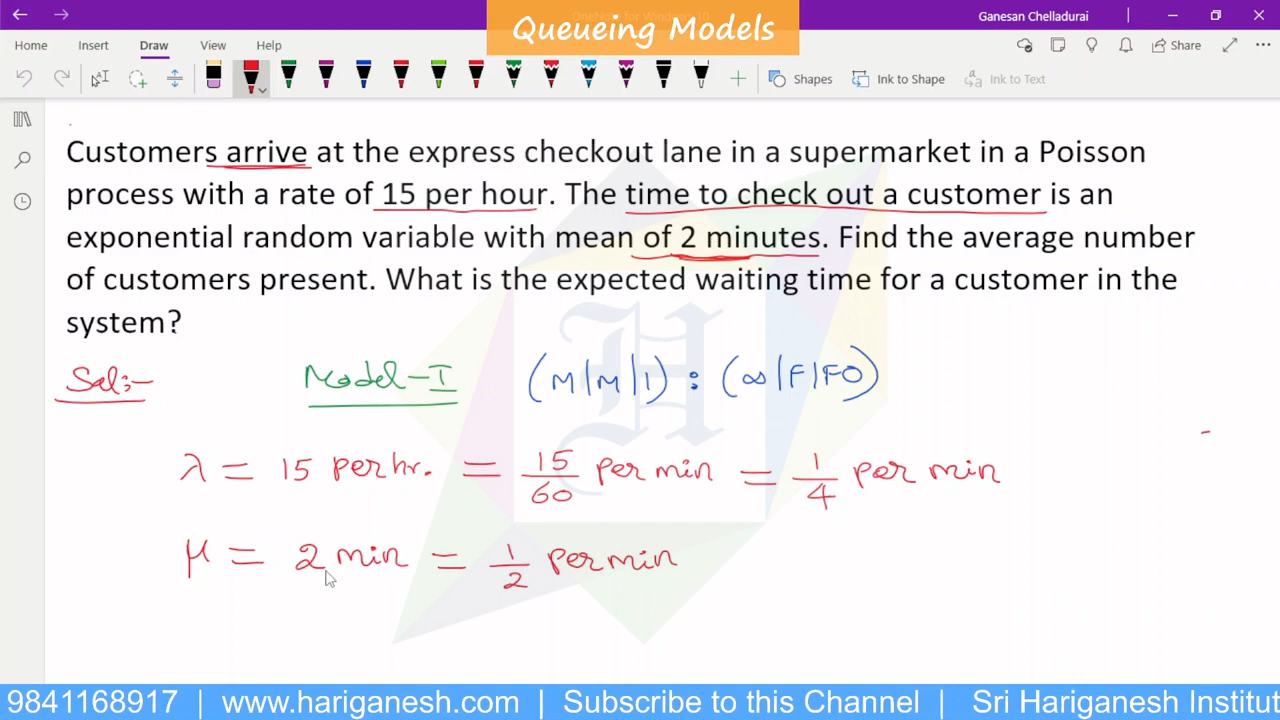 Queueing Models
Ganesan Chelladurai
Home Insert Draw View Help
Share
Shapes Ink to Shape Ink to Text
Customers arrive at the express checkout lane in a supermarket in a Poisson
process with a rate of 15 per hour. The time to check out a customer is an
exponential random variable with mean of 2 minutes. Find the average number
of customers present. What is the expected waiting time for a customer in the
system?
Sol:- Model-I (M|M|1) : (∞|FIFO)
λ = 15 per hr. = 15/60 per min = 1/4 per min
μ = 2 min = 1/2 per min
9841168917 | www.hariganesh.com | Subscribe to this Channel | Sri Hariganesh Institut